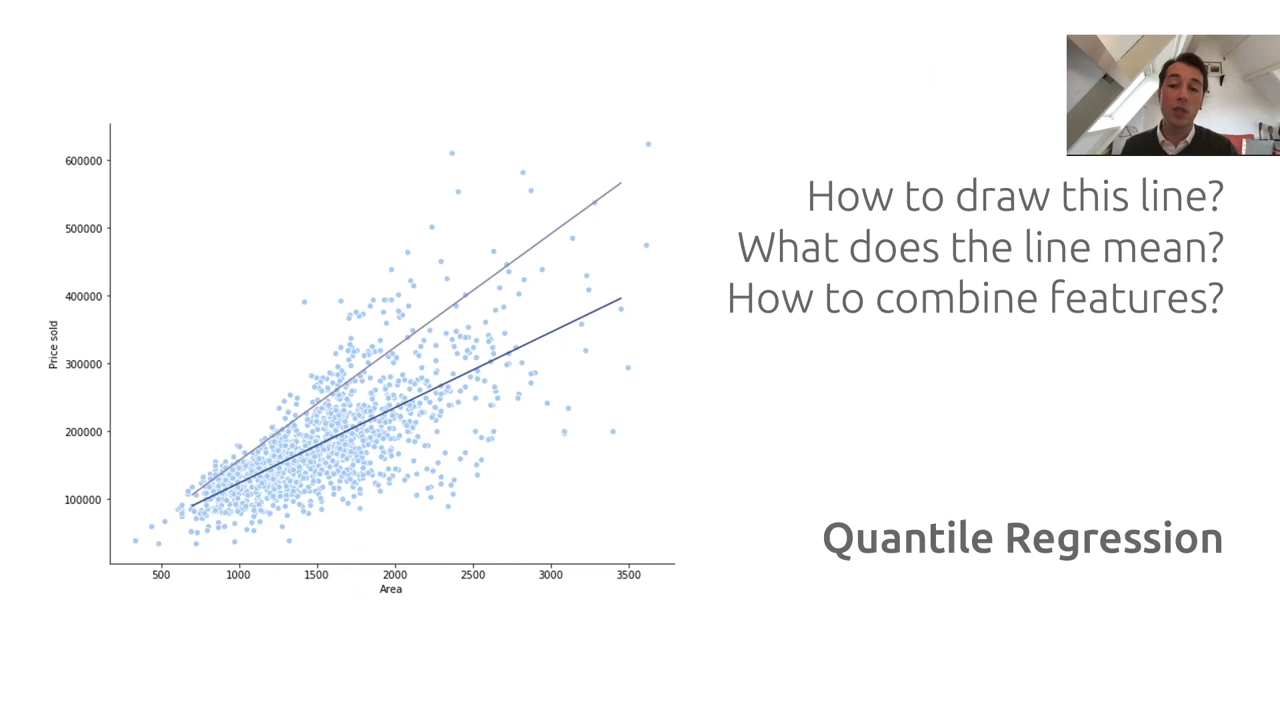 How to draw this line?
What does the line mean?
How to combine features?
Quantile Regression
Price sold
600000
500000
400000
300000
200000
100000
500 1000 1500 2000 2500 3000 3500
Area